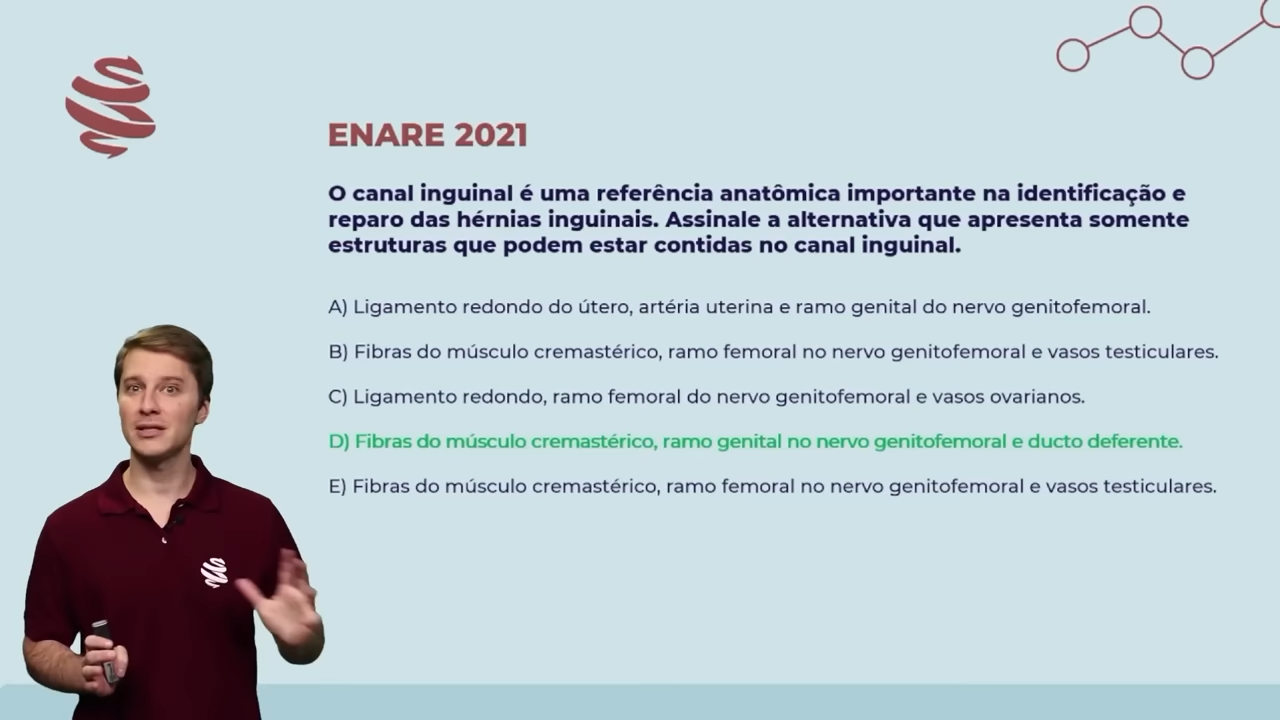 ENARE 2021
O canal inguinal é uma referência anatômica importante na identificação e
reparo das hérnias inguinais. Assinale a alternativa que apresenta somente
estruturas que podem estar contidas no canal inguinal.
A) Ligamento redondo do útero, artéria uterina e ramo genital do nervo genitofemoral.
B) Fibras do músculo cremastérico, ramo femoral no nervo genitofemoral e vasos testiculares.
C) Ligamento redondo, ramo femoral do nervo genitofemoral e vasos ovarianos.
D) Fibras do músculo cremastérico, ramo genital no nervo genitofemoral e ducto deferente.
E) Fibras do músculo cremastérico, ramo femoral no nervo genitofemoral e vasos testiculares.